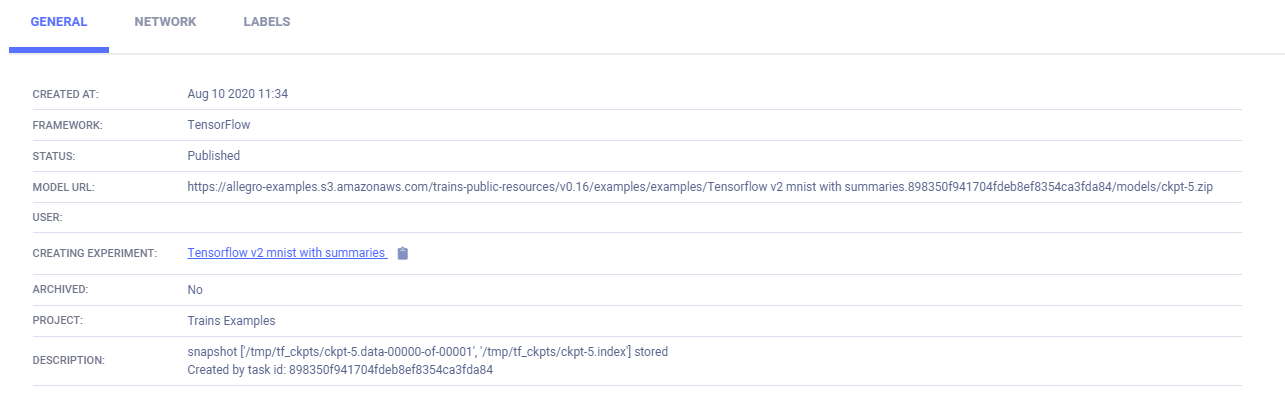 GENERAL NETWORK LABELS
CREATED AT: Aug 10 2020 11:34
FRAMEWORK: TensorFlow
STATUS: Published
MODEL URL: https://allegro-examples.s3.amazonaws.com/trains-public-resources/v0.16/examples/examples/Tensorflow v2 mnist with summaries.898350f941704fdeb8ef8354ca3fda84/models/ckpt-5.zip
USER:
CREATING EXPERIMENT: Tensorflow v2 mnist with summaries
ARCHIVED: No
PROJECT: Trains Examples
DESCRIPTION: snapshot ['/tmp/tf_ckpts/ckpt-5.data-00000-of-00001', '/tmp/tf_ckpts/ckpt-5.index'] stored
Created by task id: 898350f941704fdeb8ef8354ca3fda84